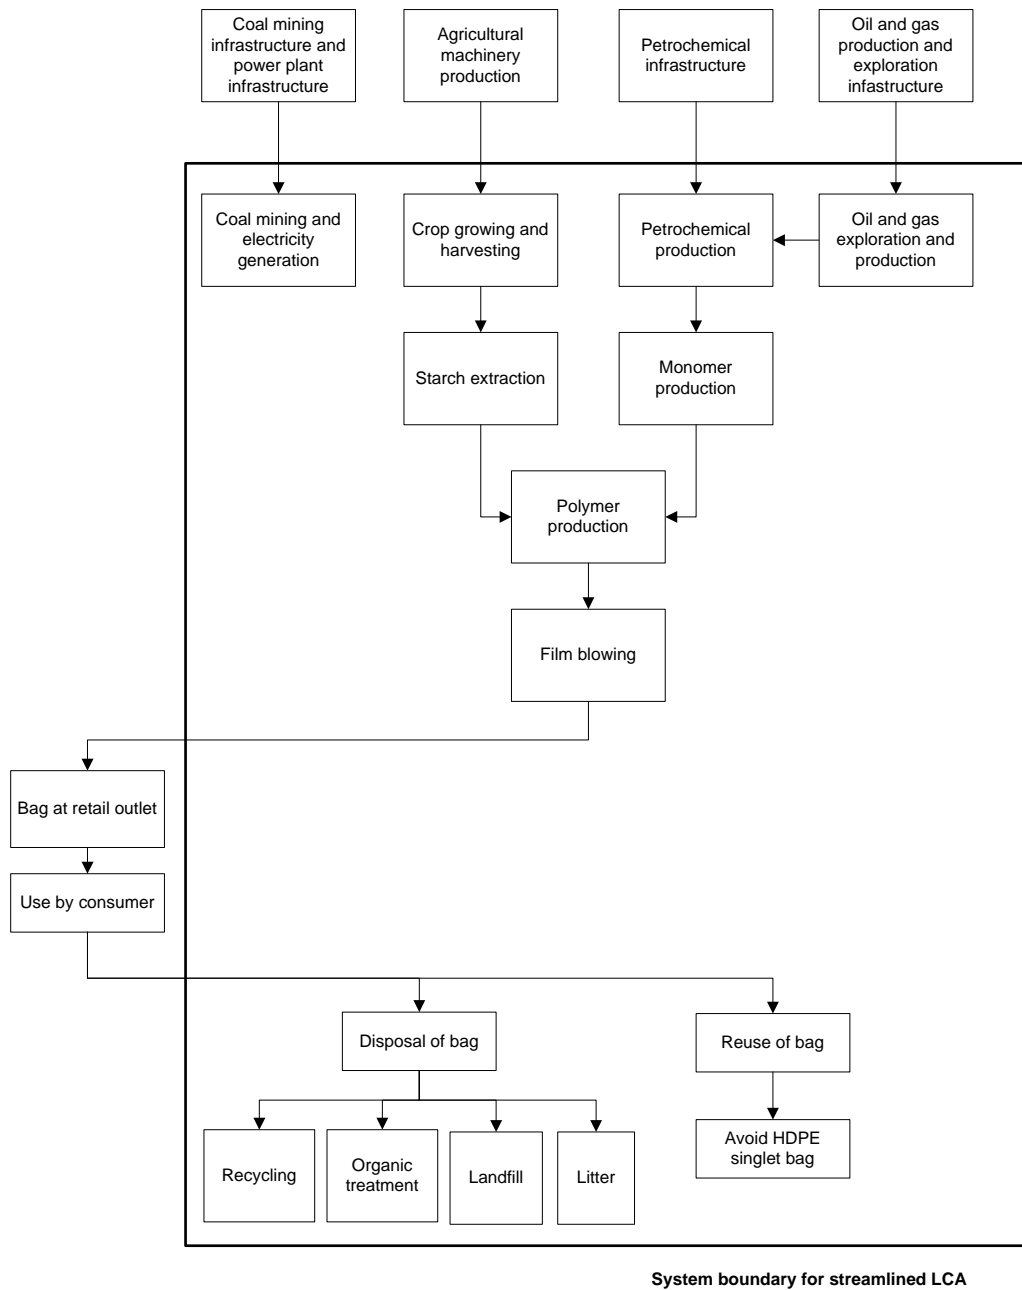 Coal mining
infrastructure and
power plant
infrastructure
Agricultural
machinery
production
Petrochemical
infrastructure
Oil and gas
production and
exploration
infastructure
Coal mining and
electricity
generation
Crop growing and
harvesting
Petrochemical
production
Oil and gas
exploration and
production
Starch extraction
Monomer
production
Polymer
production
Film blowing
Bag at retail outlet
Use by consumer
Disposal of bag
Reuse of bag
Recycling
Organic
treatment
Landfill
Litter
Avoid HDPE
singlet bag
System boundary for streamlined LCA